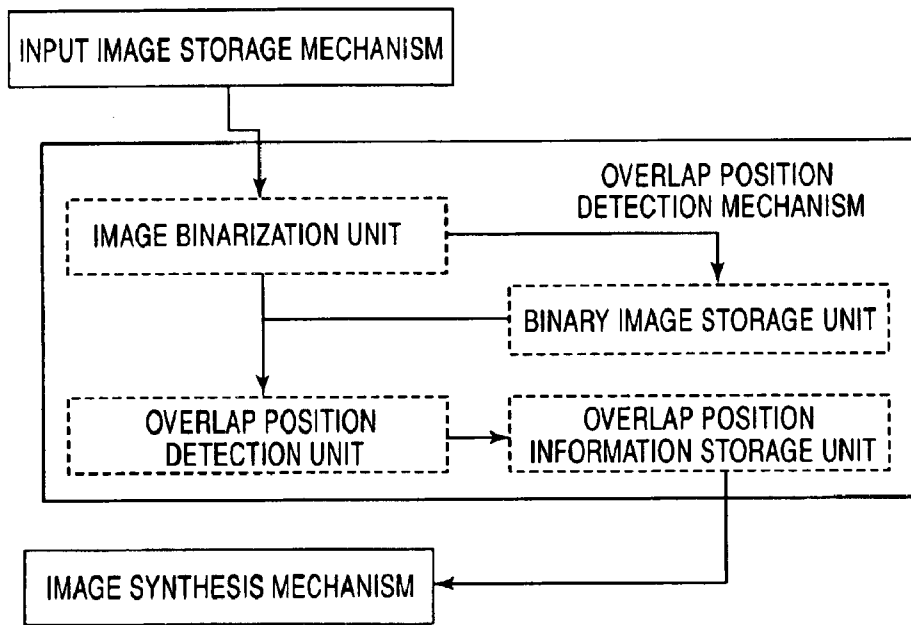 INPUT IMAGE STORAGE MECHANISM
OVERLAP POSITION
DETECTION MECHANISM
IMAGE BINARIZATION UNIT
BINARY IMAGE STORAGE UNIT
OVERLAP POSITION
DETECTION UNIT
OVERLAP POSITION
INFORMATION STORAGE UNIT
IMAGE SYNTHESIS MECHANISM